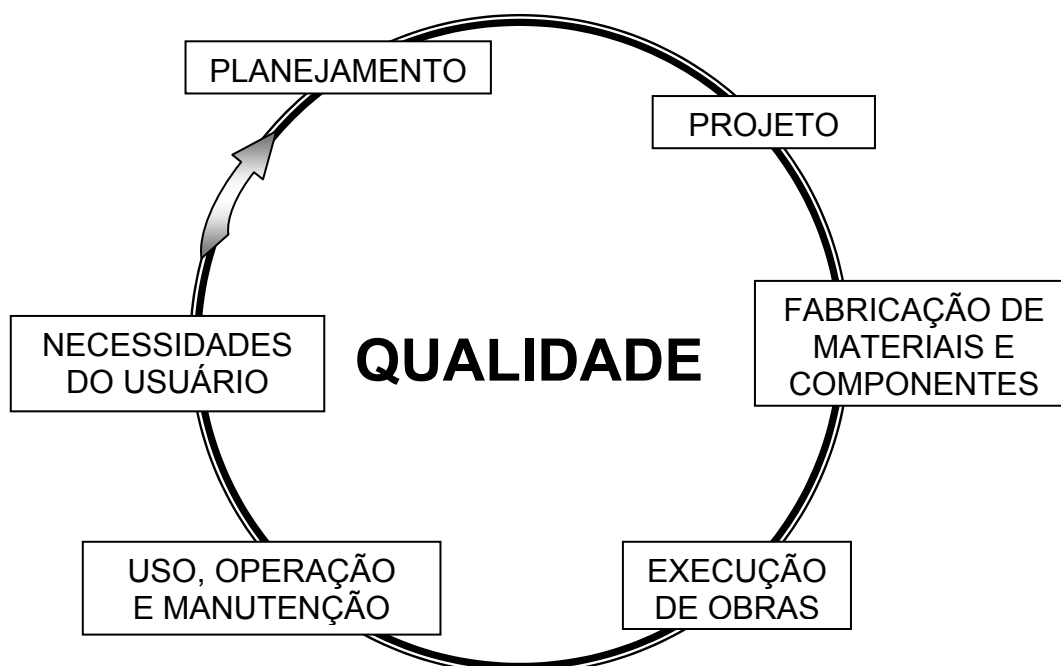 PLANEJAMENTO
PROJETO
FABRICAÇÃO DE
MATERIAIS E
COMPONENTES
NECESSIDADES
DO USUÁRIO
QUALIDADE
USO, OPERAÇÃO
E MANUTENÇÃO
EXECUÇÃO
DE OBRAS